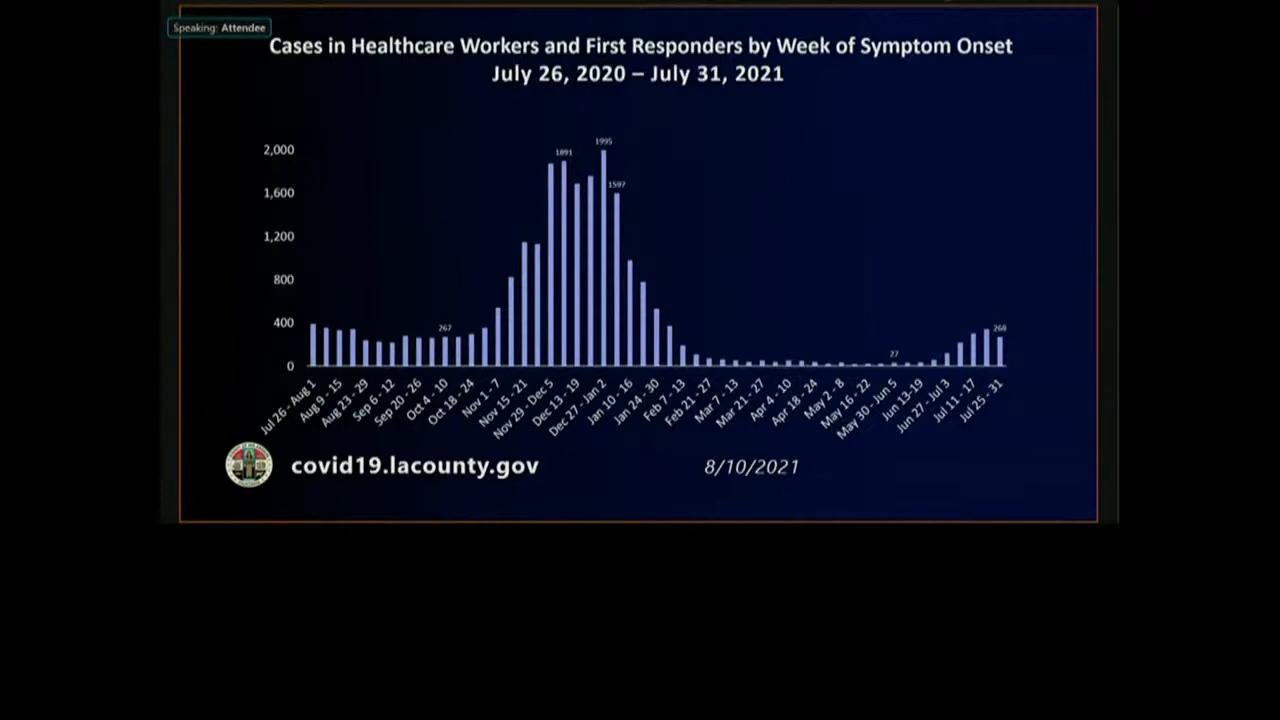 Speaking: Attendee
Cases in Healthcare Workers and First Responders by Week of Symptom Onset
July 26, 2020 – July 31, 2021
2,000
1,600
1,200
800
400
0
267
1891
1995
1597
27
268
Jul 26 - Aug 1
Aug 9 - 15
Aug 23 - 29
Sep 6 - 12
Sep 20 - 26
Oct 4 - 10
Oct 18 - 24
Nov 1 - 7
Nov 15 - 21
Nov 29 - Dec 5
Dec 13 - 19
Dec 27 - Jan 2
Jan 10 - 16
Jan 24 - 30
Feb 7 - 13
Feb 21 - 27
Mar 7 - 13
Mar 21 - 27
Apr 4 - 10
Apr 18 - 24
May 2 - 8
May 16 - 22
May 30 - Jun 5
Jun 13-19
Jun 27 - Jul 3
Jul 11 - 17
Jul 25 - 31
covid19.lacounty.gov
8/10/2021